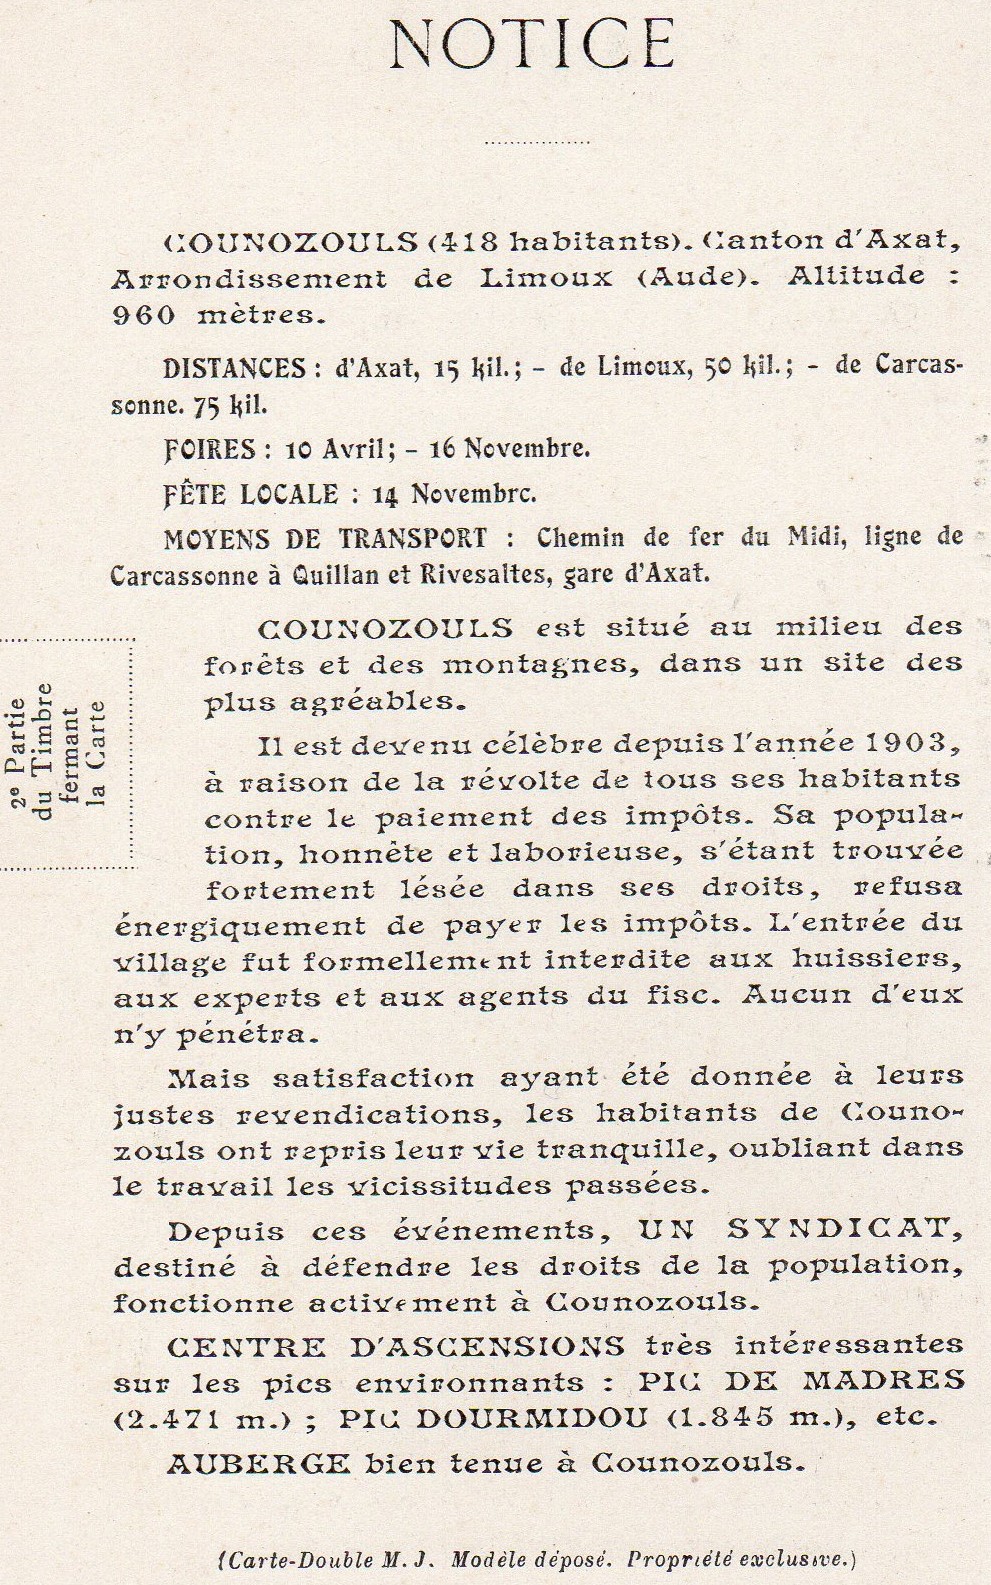 NOTICE
COUNOZOULS (418 habitants). Canton d'Axat,
Arrondissement de Limoux (Aude). Altitude :
960 mètres.
DISTANCES : d'Axat, 15 kil.; – de Limoux, 50 kil.; – de Carcas-
sonne. 75 kil.
FOIRES : 10 Avril; – 16 Novembre.
FÊTE LOCALE : 14 Novembre.
MOYENS DE TRANSPORT : Chemin de fer du Midi, ligne de
Carcassonne à Quillan et Rivesaltes, gare d'Axat.
2e Partie
du Timbre
fermant
la Carte
COUNOZOULS est situé au milieu des
forêts et des montagnes, dans un site des
plus agréables.
Il est devenu célèbre depuis l'année 1903,
à raison de la révolte de tous ses habitants
contre le paiement des impôts. Sa popula-
tion, honnête et laborieuse, s'étant trouvée
fortement lésée dans ses droits, refusa
énergiquement de payer les impôts. L'entrée du
village fut formellement interdite aux huissiers,
aux experts et aux agents du fisc. Aucun d'eux
n'y pénétra.
Mais satisfaction ayant été donnée à leurs
justes revendications, les habitants de Couno-
zouls ont repris leur vie tranquille, oubliant dans
le travail les vicissitudes passées.
Depuis ces événements, UN SYNDICAT,
destiné à défendre les droits de la population,
fonctionne activement à Counozouls.
CENTRE D'ASCENSIONS très intéressantes
sur les pics environnants : PIC DE MADRES
(2.471 m.) ; PIC DOURMIDOU (1.845 m.), etc.
AUBERGE bien tenue à Counozouls.
(Carte-Double M. J. Modèle déposé. Propriété exclusive.)